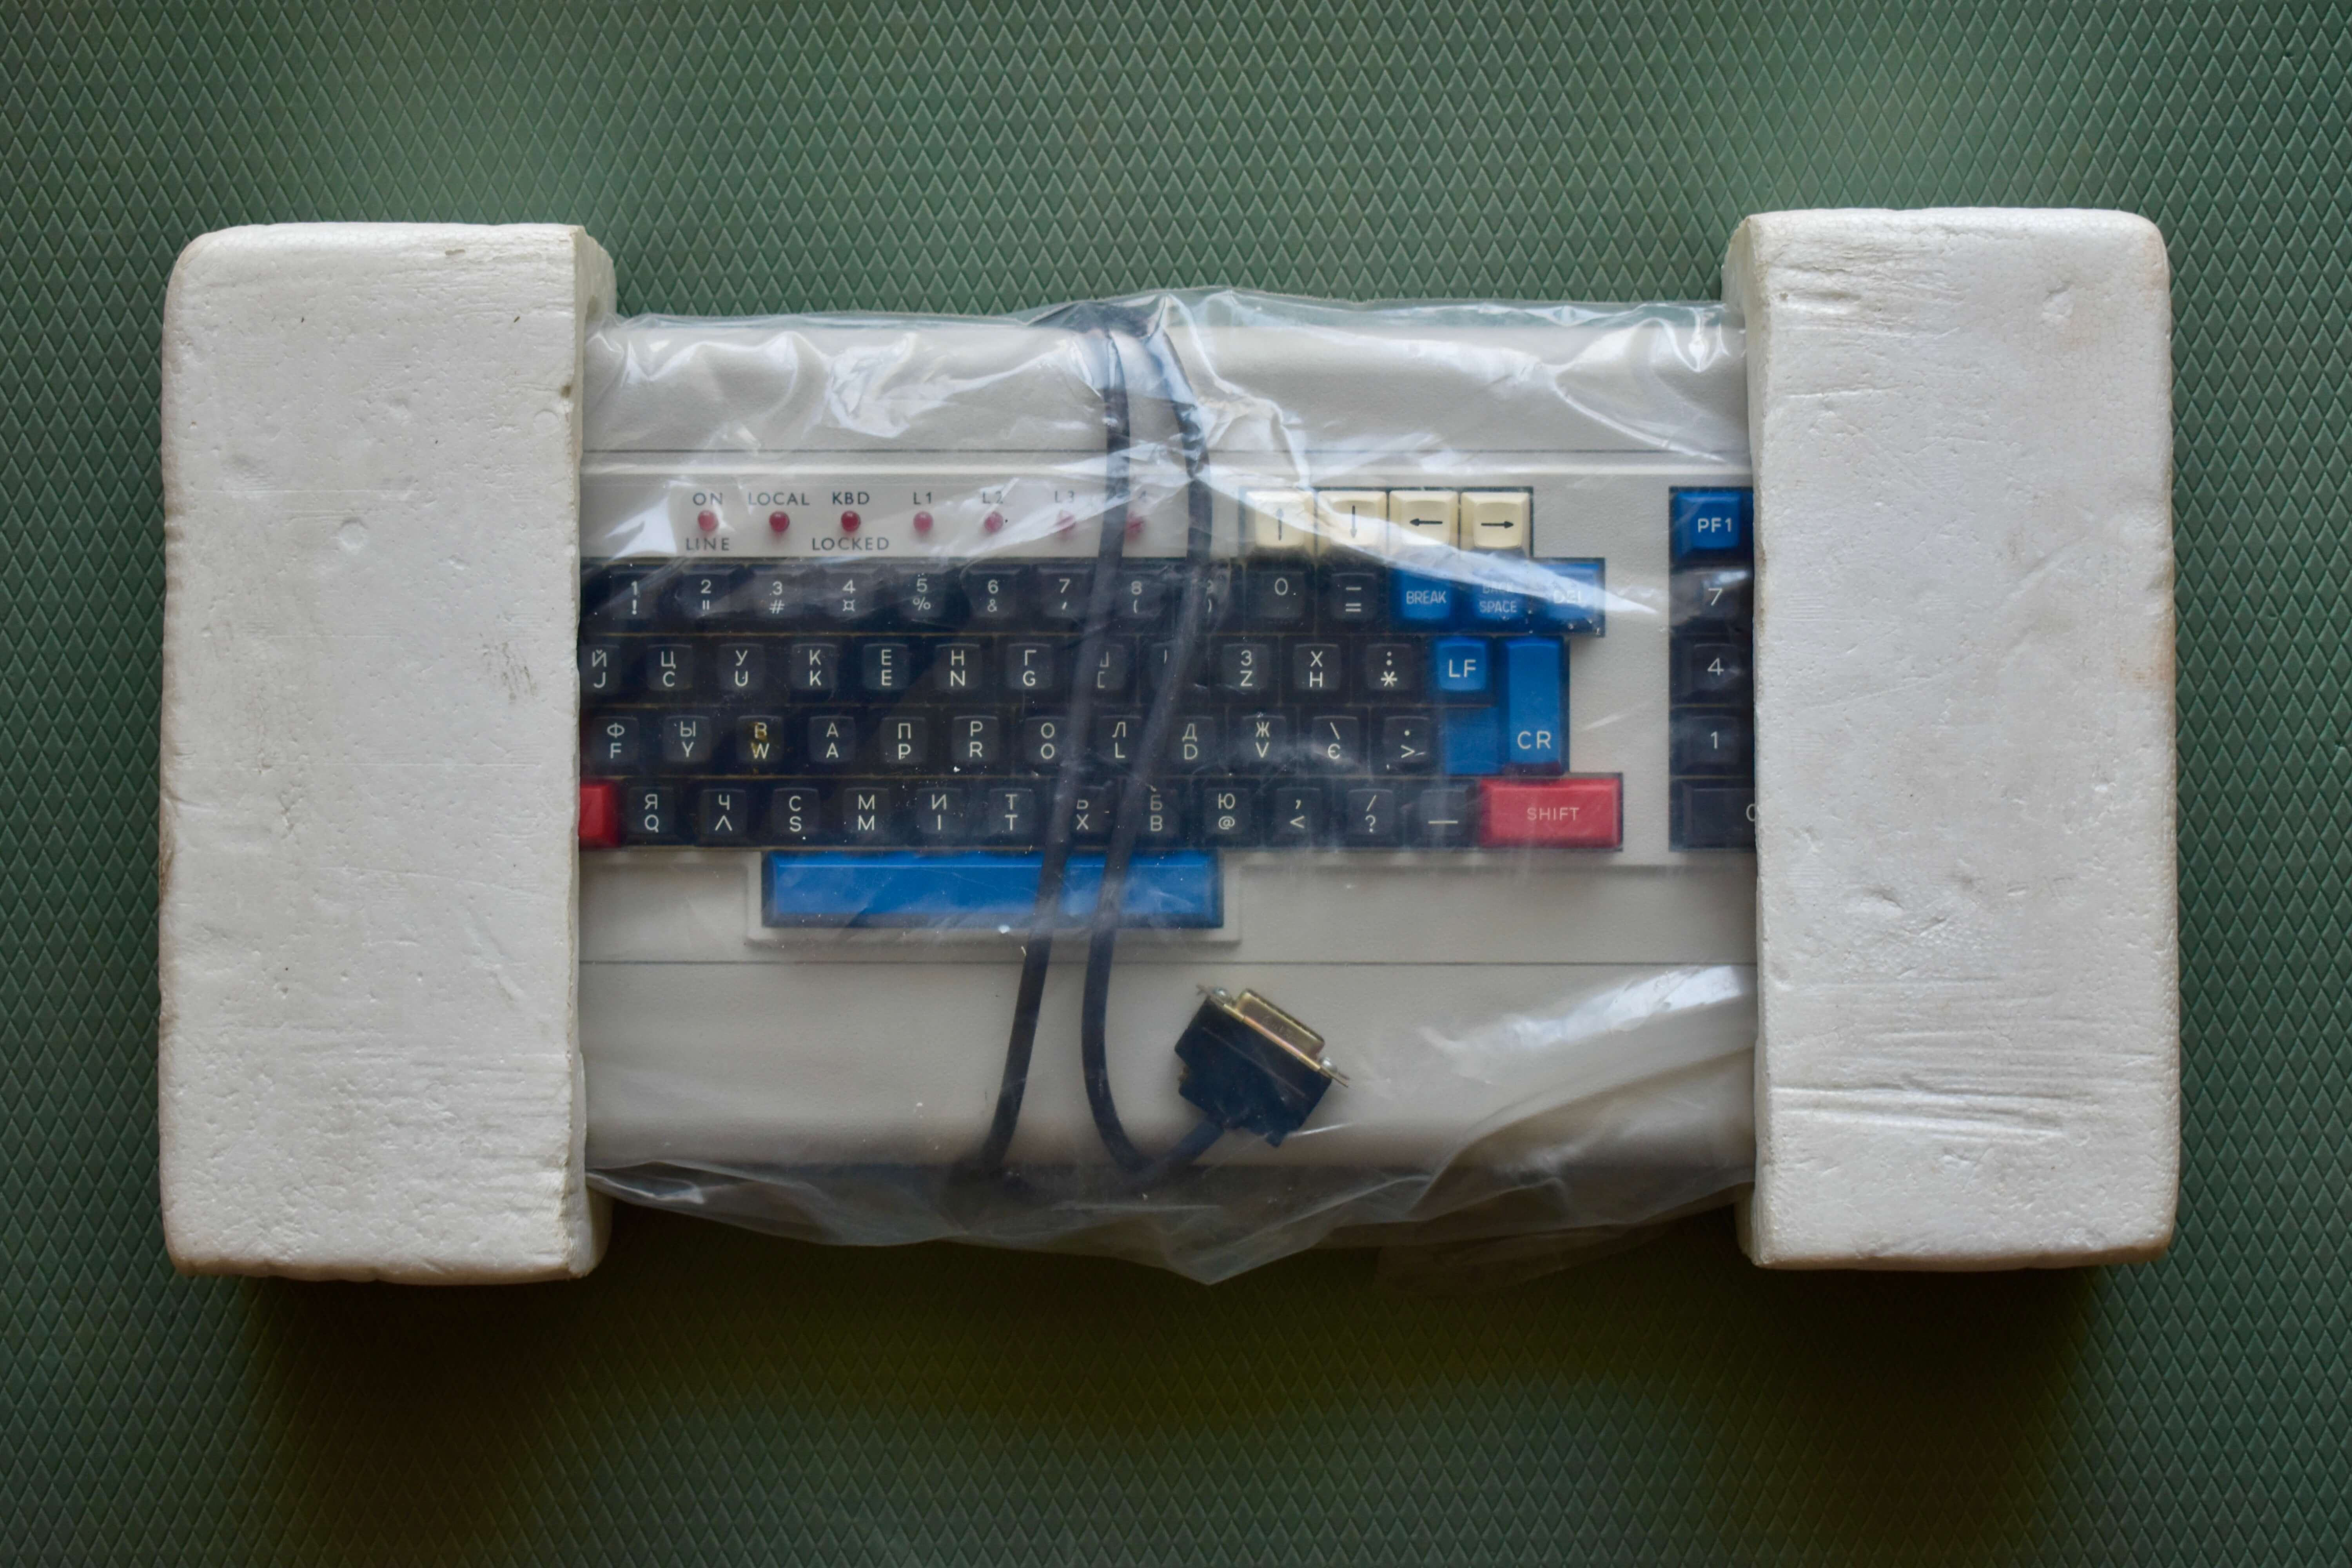 ON LOCAL KBD L1 L2 L3
LINE LOCKED
↑ ↓ ← →
PF1
1 2 3 4 5 6 7 8 0 —
! " # ¤ % & ' ( ) =
BREAK BACK SPACE DEL
7
Й Ц У К Е Н Г З Х :
J C U K E N G [ Z H *
LF
4
Ф Ы В А П Р О Л Д Ж \ .
F Y W A P R O L D V Є >
CR
1
Я Ч С М И Т Ь Б Ю , /
Q Λ S M I T X B @ < ? —
SHIFT